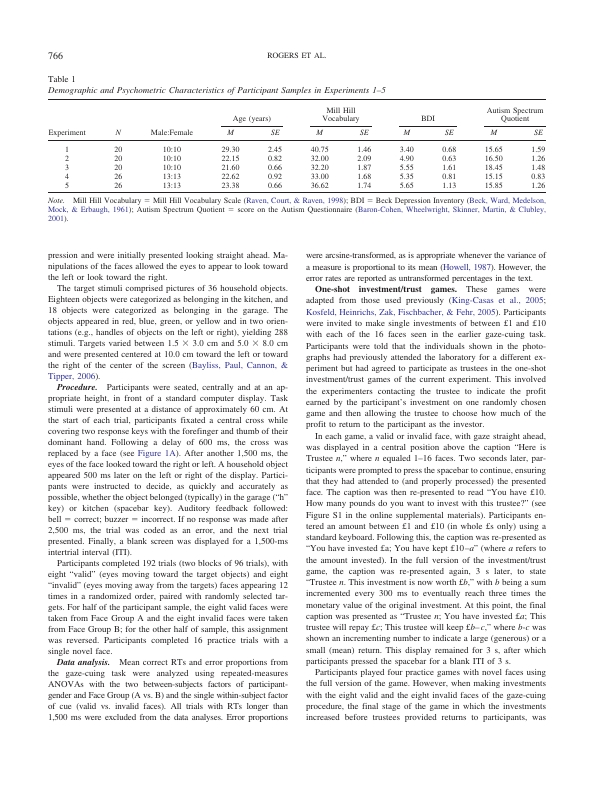 766
ROGERS ET AL.
Table 1
Demographic and Psychometric Characteristics of Participant Samples in Experiments 1–5
Age (years) Mill Hill Vocabulary BDI Autism Spectrum Quotient
Experiment N Male:Female M SE M SE M SE M SE
1 20 10:10 29.30 2.45 40.75 1.46 3.40 0.68 15.65 1.59
2 20 10:10 22.15 0.82 32.00 2.09 4.90 0.63 16.50 1.26
3 20 10:10 21.60 0.66 32.20 1.87 5.55 1.61 18.45 1.48
4 26 13:13 22.62 0.92 33.00 1.68 5.35 0.81 15.15 0.83
5 26 13:13 23.38 0.66 36.62 1.74 5.65 1.13 15.85 1.26
Note. Mill Hill Vocabulary = Mill Hill Vocabulary Scale (Raven, Court, & Raven, 1998); BDI = Beck Depression Inventory (Beck, Ward, Medelson,
Mock, & Erbaugh, 1961); Autism Spectrum Quotient = score on the Autism Questionnaire (Baron-Cohen, Wheelwright, Skinner, Martin, & Clubley,
2001).
pression and were initially presented looking straight ahead. Ma-
nipulations of the faces allowed the eyes to appear to look toward
the left or look toward the right.
The target stimuli comprised pictures of 36 household objects.
Eighteen objects were categorized as belonging in the kitchen, and
18 objects were categorized as belonging in the garage. The
objects appeared in red, blue, green, or yellow and in two orien-
tations (e.g., handles of objects on the left or right), yielding 288
stimuli. Targets varied between 1.5 × 3.0 cm and 5.0 × 8.0 cm
and were presented centered at 10.0 cm toward the left or toward
the right of the center of the screen (Bayliss, Paul, Cannon, &
Tipper, 2006).
Procedure. Participants were seated, centrally and at an ap-
propriate height, in front of a standard computer display. Task
stimuli were presented at a distance of approximately 60 cm. At
the start of each trial, participants fixated a central cross while
covering two response keys with the forefinger and thumb of their
dominant hand. Following a delay of 600 ms, the cross was
replaced by a face (see Figure 1A). After another 1,500 ms, the
eyes of the face looked toward the right or left. A household object
appeared 500 ms later on the left or right of the display. Partici-
pants were instructed to decide, as quickly and accurately as
possible, whether the object belonged (typically) in the garage ("h"
key) or kitchen (spacebar key). Auditory feedback followed:
bell = correct; buzzer = incorrect. If no response was made after
2,500 ms, the trial was coded as an error, and the next trial
presented. Finally, a blank screen was displayed for a 1,500-ms
intertrial interval (ITI).
Participants completed 192 trials (two blocks of 96 trials), with
eight "valid" (eyes moving toward the target objects) and eight
"invalid" (eyes moving away from the targets) faces appearing 12
times in a randomized order, paired with randomly selected tar-
gets. For half of the participant sample, the eight valid faces were
taken from Face Group A and the eight invalid faces were taken
from Face Group B; for the other half of sample, this assignment
was reversed. Participants completed 16 practice trials with a
single novel face.
Data analysis. Mean correct RTs and error proportions from
the gaze-cuing task were analyzed using repeated-measures
ANOVAs with the two between-subjects factors of participant-
gender and Face Group (A vs. B) and the single within-subject factor
of cue (valid vs. invalid faces). All trials with RTs longer than
1,500 ms were excluded from the data analyses. Error proportions
were arcsine-transformed, as is appropriate whenever the variance of
a measure is proportional to its mean (Howell, 1987). However, the
error rates are reported as untransformed percentages in the text.
One-shot investment/trust games. These games were
adapted from those used previously (King-Casas et al., 2005;
Kosfeld, Heinrichs, Zak, Fischbacher, & Fehr, 2005). Participants
were invited to make single investments of between £1 and £10
with each of the 16 faces seen in the earlier gaze-cuing task.
Participants were told that the individuals shown in the photo-
graphs had previously attended the laboratory for a different ex-
periment but had agreed to participate as trustees in the one-shot
investment/trust games of the current experiment. This involved
the experimenters contacting the trustee to indicate the profit
earned by the participant's investment on one randomly chosen
game and then allowing the trustee to choose how much of the
profit to return to the participant as the investor.
In each game, a valid or invalid face, with gaze straight ahead,
was displayed in a central position above the caption "Here is
Trustee n," where n equaled 1–16 faces. Two seconds later, par-
ticipants were prompted to press the spacebar to continue, ensuring
that they had attended to (and properly processed) the presented
face. The caption was then re-presented to read "You have £10.
How many pounds do you want to invest with this trustee?" (see
Figure S1 in the online supplemental materials). Participants en-
tered an amount between £1 and £10 (in whole £s only) using a
standard keyboard. Following this, the caption was re-presented as
"You have invested £a; You have kept £10–a" (where a refers to
the amount invested). In the full version of the investment/trust
game, the caption was re-presented again, 3 s later, to state
"Trustee n. This investment is now worth £b," with b being a sum
incremented every 300 ms to eventually reach three times the
monetary value of the original investment. At this point, the final
caption was presented as "Trustee n; You have invested £a; This
trustee will repay £c; This trustee will keep £b–c," where b-c was
shown an incrementing number to indicate a large (generous) or a
small (mean) return. This display remained for 3 s, after which
participants pressed the spacebar for a blank ITI of 3 s.
Participants played four practice games with novel faces using
the full version of the game. However, when making investments
with the eight valid and the eight invalid faces of the gaze-cuing
procedure, the final stage of the game in which the investments
increased before trustees provided returns to participants, was